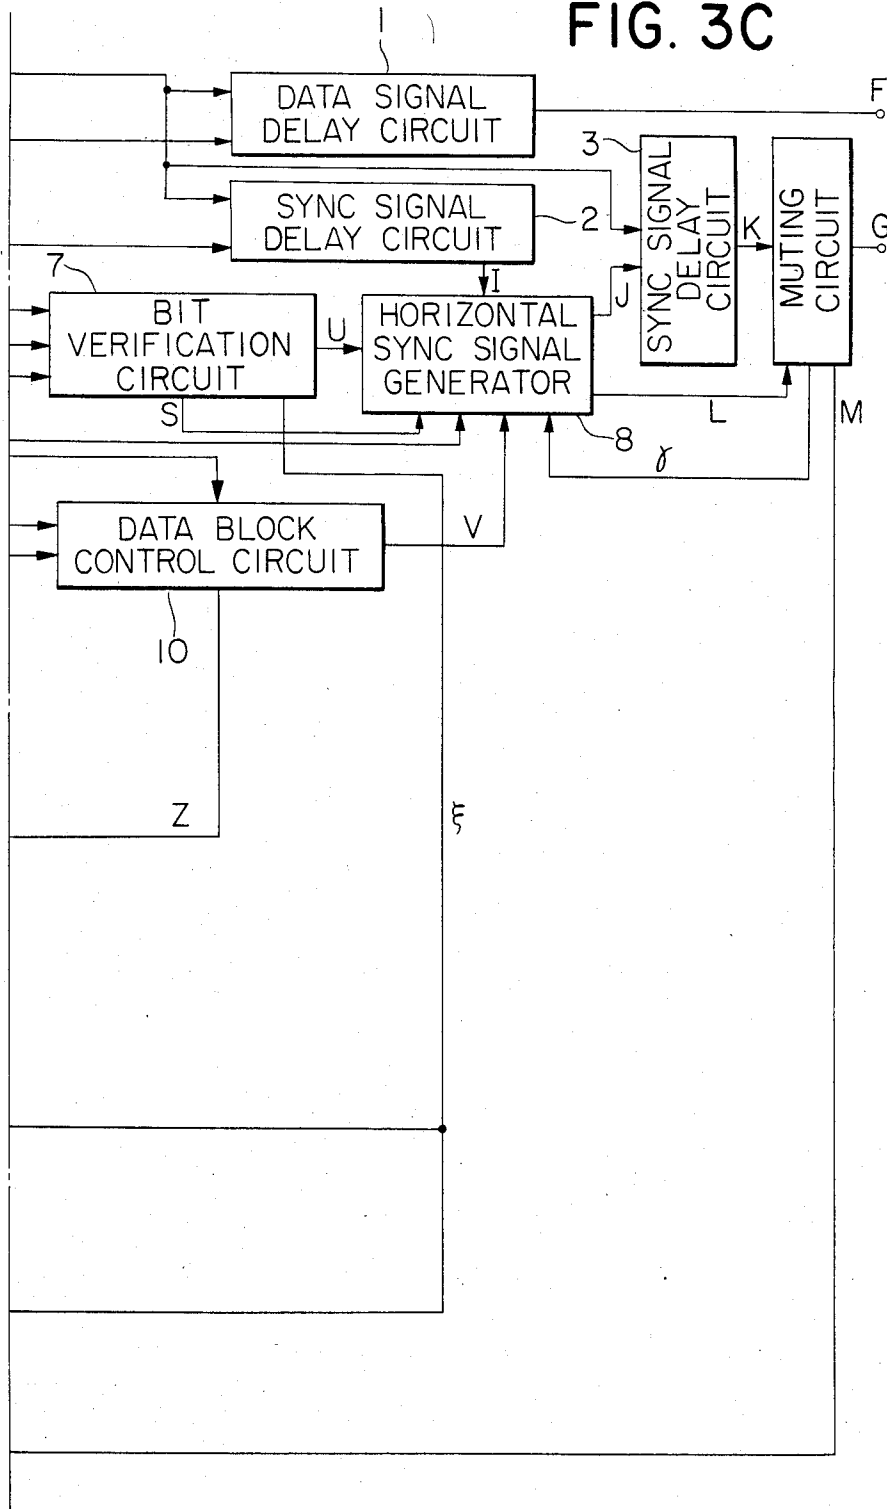 FIG. 3C
1
DATA SIGNAL
DELAY CIRCUIT
F
SYNC SIGNAL
DELAY CIRCUIT
2
3
SYNC SIGNAL
DELAY
CIRCUIT
K
MUTING
CIRCUIT
G
I
J
7
BIT
VERIFICATION
CIRCUIT
U
HORIZONTAL
SYNC SIGNAL
GENERATOR
S
L
M
8
γ
DATA BLOCK
CONTROL CIRCUIT
V
10
Z
ξ